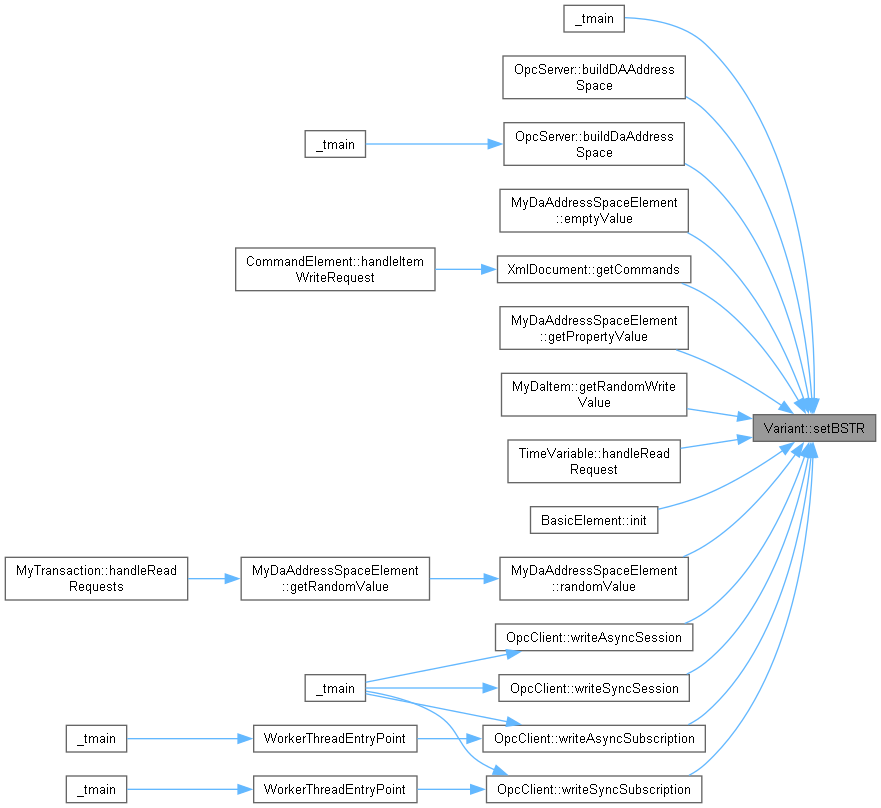 _tmain
OpcServer::buildDAAddress
Space
_tmain
OpcServer::buildDaAddress
Space
MyDaAddressSpaceElement
::emptyValue
CommandElement::handleItem
WriteRequest
XmlDocument::getCommands
MyDaAddressSpaceElement
::getPropertyValue
MyDaItem::getRandomWrite
Value
Variant::setBSTR
TimeVariable::handleRead
Request
BasicElement::init
MyTransaction::handleRead
Requests
MyDaAddressSpaceElement
::getRandomValue
MyDaAddressSpaceElement
::randomValue
OpcClient::writeAsyncSession
_tmain
OpcClient::writeSyncSession
_tmain
WorkerThreadEntryPoint
OpcClient::writeAsyncSubscription
_tmain
WorkerThreadEntryPoint
OpcClient::writeSyncSubscription